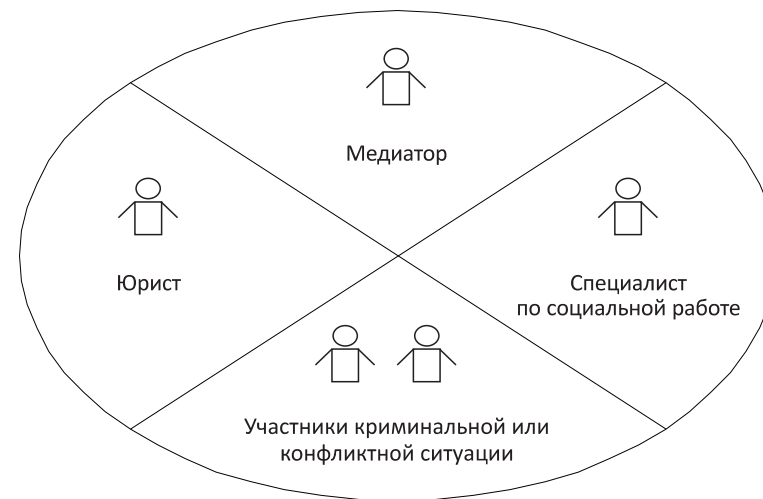 Медиатор
Юрист
Специалист
по социальной работе
Участники криминальной или
конфликтной ситуации